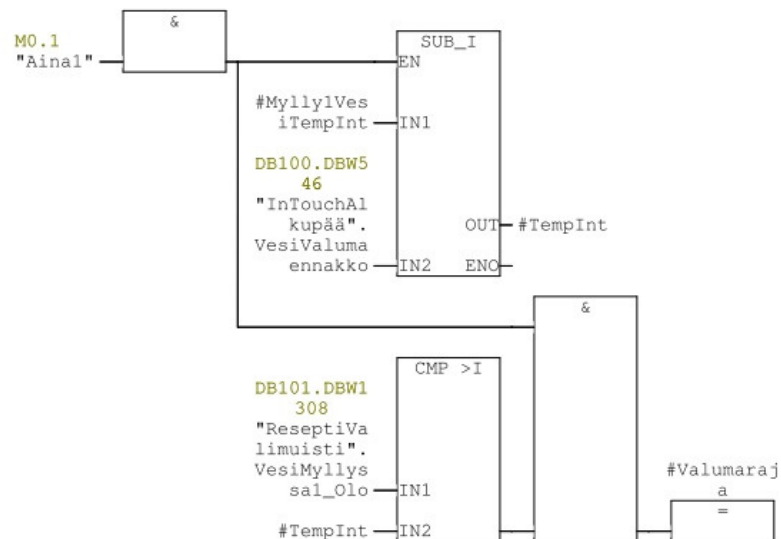 &
M0.1
"Aina1"
SUB_I
EN
#Mylly1Ves
iTempInt
IN1
DB100.DBW5
46
"InTouchAl
kupää".
VesiValuma
ennakko
IN2
OUT
#TempInt
ENO
&
CMP >I
DB101.DBW1
308
"ReseptiVa
limuisti".
VesiMyllys
sa1_Olo
IN1
#TempInt
IN2
#Valumaraj
a
=